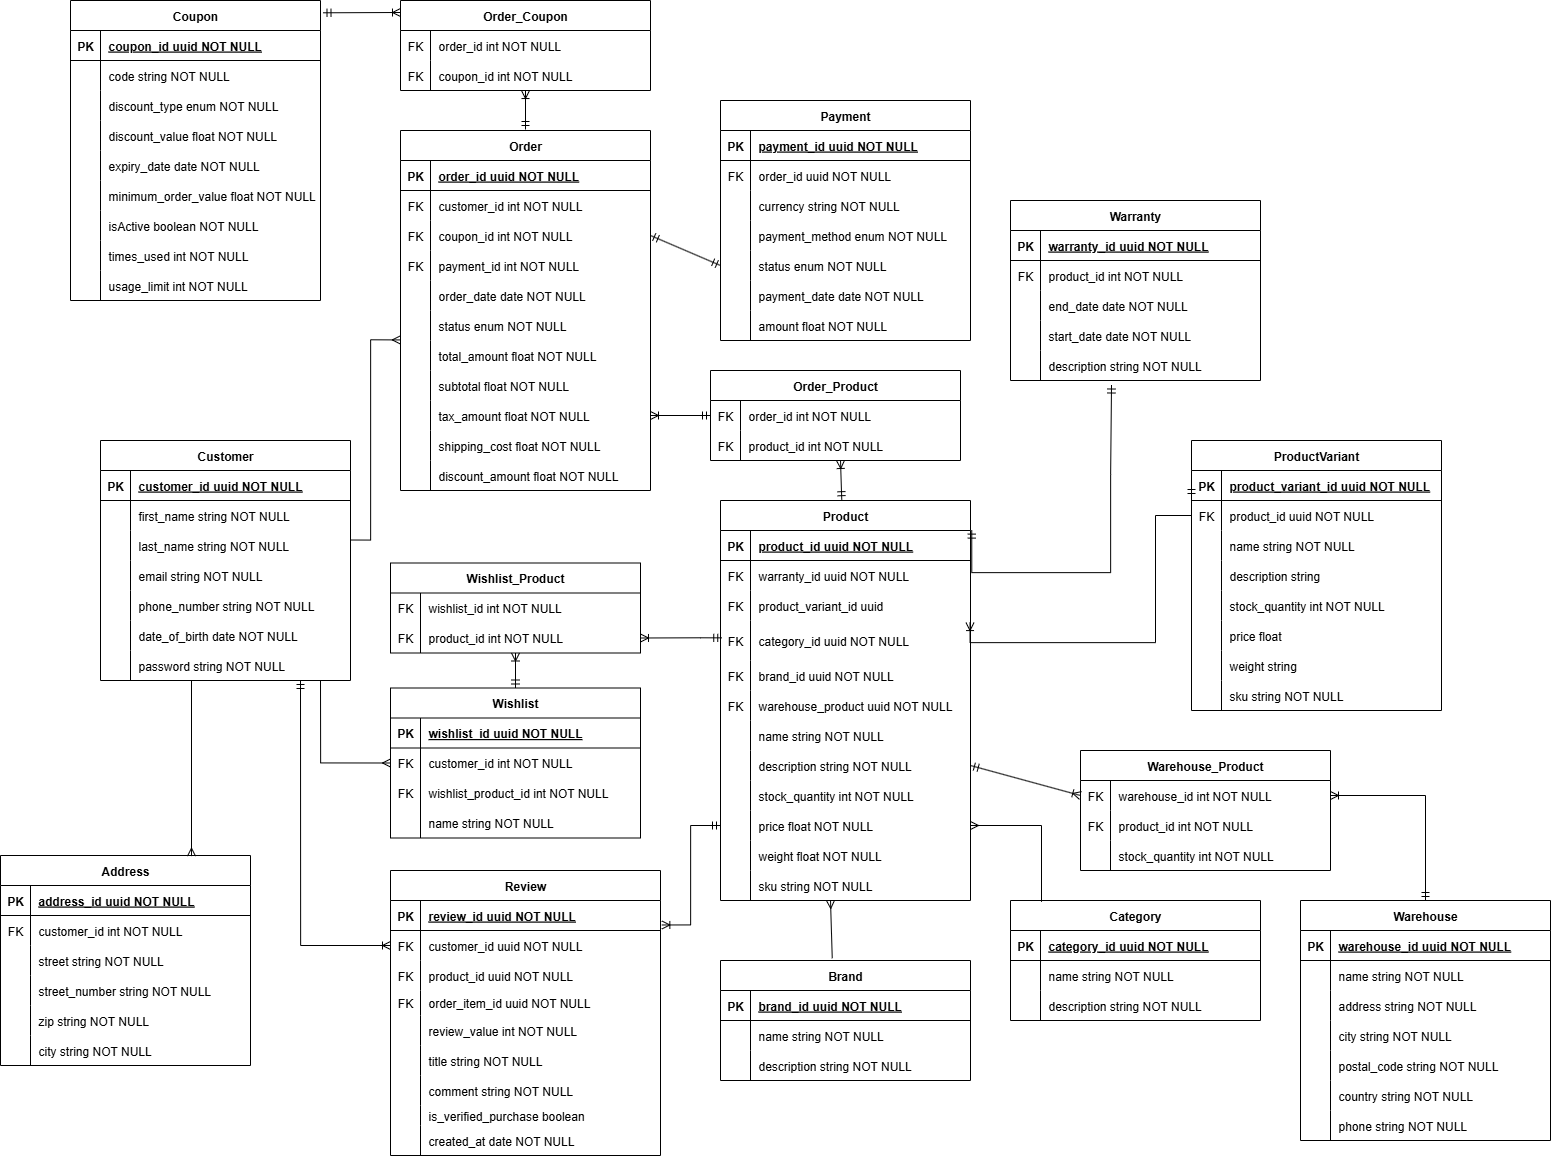 Coupon
PK coupon_id uuid NOT NULL
code string NOT NULL
discount_type enum NOT NULL
discount_value float NOT NULL
expiry_date date NOT NULL
minimum_order_value float NOT NULL
isActive boolean NOT NULL
times_used int NOT NULL
usage_limit int NOT NULL
Order_Coupon
FK order_id int NOT NULL
FK coupon_id int NOT NULL
Order
PK order_id uuid NOT NULL
FK customer_id int NOT NULL
FK coupon_id int NOT NULL
FK payment_id int NOT NULL
order_date date NOT NULL
status enum NOT NULL
total_amount float NOT NULL
subtotal float NOT NULL
tax_amount float NOT NULL
shipping_cost float NOT NULL
discount_amount float NOT NULL
Payment
PK payment_id uuid NOT NULL
FK order_id uuid NOT NULL
currency string NOT NULL
payment_method enum NOT NULL
status enum NOT NULL
payment_date date NOT NULL
amount float NOT NULL
Warranty
PK warranty_id uuid NOT NULL
FK product_id int NOT NULL
end_date date NOT NULL
start_date date NOT NULL
description string NOT NULL
Order_Product
FK order_id int NOT NULL
FK product_id int NOT NULL
Customer
PK customer_id uuid NOT NULL
first_name string NOT NULL
last_name string NOT NULL
email string NOT NULL
phone_number string NOT NULL
date_of_birth date NOT NULL
password string NOT NULL
ProductVariant
PK product_variant_id uuid NOT NULL
FK product_id uuid NOT NULL
name string NOT NULL
description string
stock_quantity int NOT NULL
price float
weight string
sku string NOT NULL
Product
PK product_id uuid NOT NULL
FK warranty_id uuid NOT NULL
FK product_variant_id uuid
FK category_id uuid NOT NULL
FK brand_id uuid NOT NULL
FK warehouse_product uuid NOT NULL
name string NOT NULL
description string NOT NULL
stock_quantity int NOT NULL
price float NOT NULL
weight float NOT NULL
sku string NOT NULL
Wishlist_Product
FK wishlist_id int NOT NULL
FK product_id int NOT NULL
Wishlist
PK wishlist_id uuid NOT NULL
FK customer_id int NOT NULL
FK wishlist_product_id int NOT NULL
name string NOT NULL
Warehouse_Product
FK warehouse_id int NOT NULL
FK product_id int NOT NULL
stock_quantity int NOT NULL
Address
PK address_id uuid NOT NULL
FK customer_id int NOT NULL
street string NOT NULL
street_number string NOT NULL
zip string NOT NULL
city string NOT NULL
Review
PK review_id uuid NOT NULL
FK customer_id uuid NOT NULL
FK product_id uuid NOT NULL
FK order_item_id uuid NOT NULL
review_value int NOT NULL
title string NOT NULL
comment string NOT NULL
is_verified_purchase boolean
created_at date NOT NULL
Brand
PK brand_id uuid NOT NULL
name string NOT NULL
description string NOT NULL
Category
PK category_id uuid NOT NULL
name string NOT NULL
description string NOT NULL
Warehouse
PK warehouse_id uuid NOT NULL
name string NOT NULL
address string NOT NULL
city string NOT NULL
postal_code string NOT NULL
country string NOT NULL
phone string NOT NULL